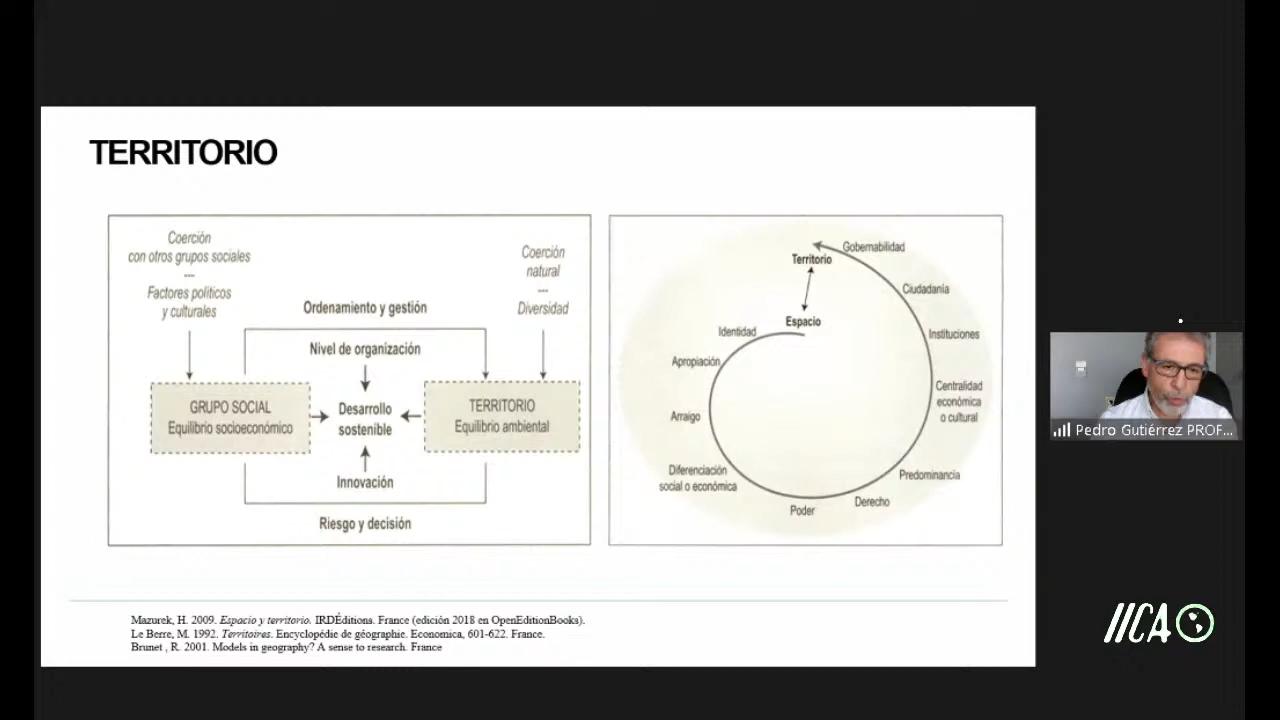 TERRITORIO
Coerción
con otros grupos sociales
---
Factores políticos
y culturales
Coerción
natural
---
Diversidad
Ordenamiento y gestión
Nivel de organización
GRUPO SOCIAL
Equilibrio socioeconómico
Desarrollo
sostenible
TERRITORIO
Equilibrio ambiental
Innovación
Riesgo y decisión
Territorio
Espacio
Identidad
Apropiación
Arraigo
Diferenciación
social o económica
Poder
Derecho
Predominancia
Centralidad
económica
o cultural
Instituciones
Ciudadanía
Gobernabilidad
Mazurek, H. 2009. Espacio y territorio. IRDÉditions. France (edición 2018 en OpenEditionBooks).
Le Berre, M. 1992. Territoires. Encyclopédie de géographie. Economica, 601-622. France.
Brunet , R. 2001. Models in geography? A sense to research. France
Pedro Gutiérrez PROF...
IICA